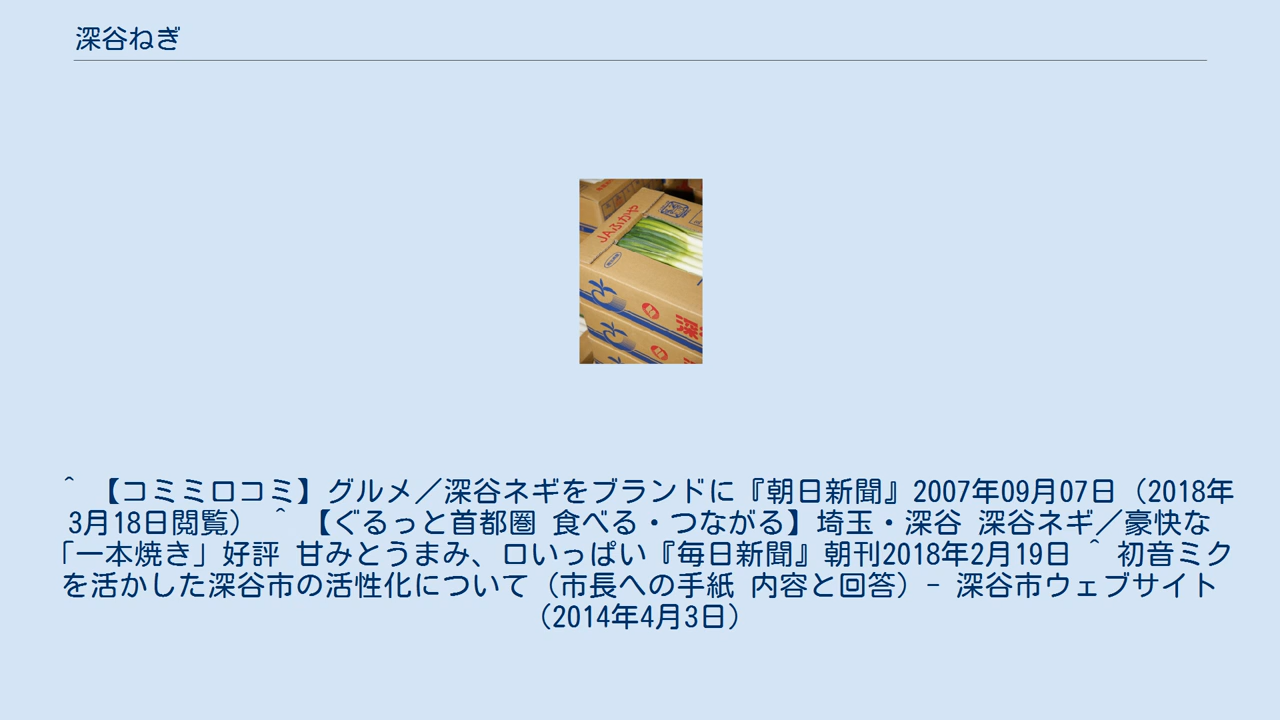 深谷ねぎ
JAふかや
深
^ 【コミミロコミ】グルメ／深谷ネギをブランドに『朝日新聞』2007年09月07日（2018年
3月18日閲覧） ^ 【ぐるっと首都圏 食べる・つながる】埼玉・深谷 深谷ネギ／豪快な
「一本焼き」好評 甘みとうまみ、口いっぱい『毎日新聞』朝刊2018年2月19日 ^ 初音ミク
を活かした深谷市の活性化について（市長への手紙 内容と回答）- 深谷市ウェブサイト
（2014年4月3日）